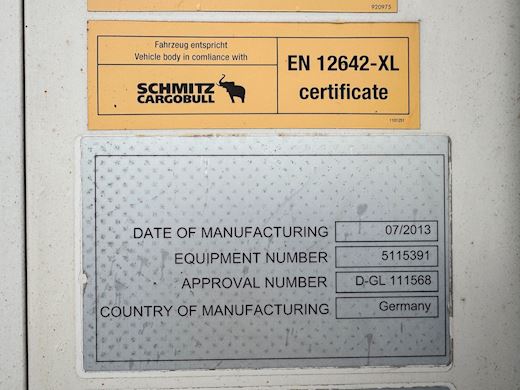 920975
Fahrzeug entspricht
Vehicle body in comliance with
SCHMITZ
CARGOBULL
EN 12642-XL
certificate
1101251
DATE OF MANUFACTURING 07/2013
EQUIPMENT NUMBER 5115391
APPROVAL NUMBER D-GL 111568
COUNTRY OF MANUFACTURING Germany